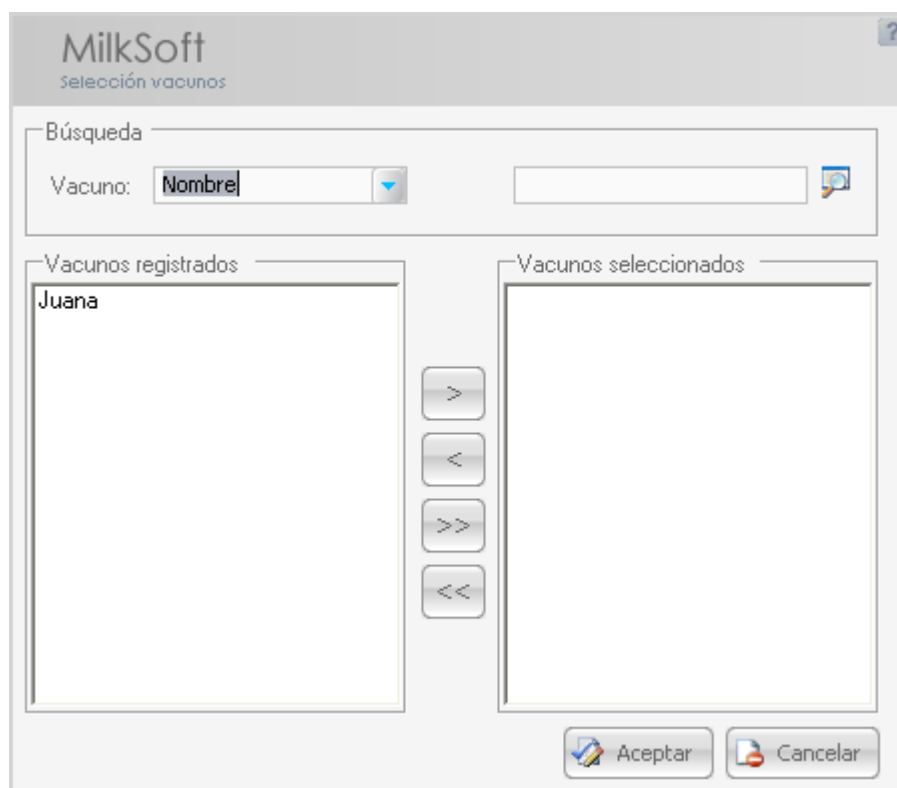 MilkSoft
Selección vacunos
?
Búsqueda
Vacuno: Nombre
Vacunos registrados
Vacunos seleccionados
Juana
>
<
>>
<<
Aceptar
Cancelar